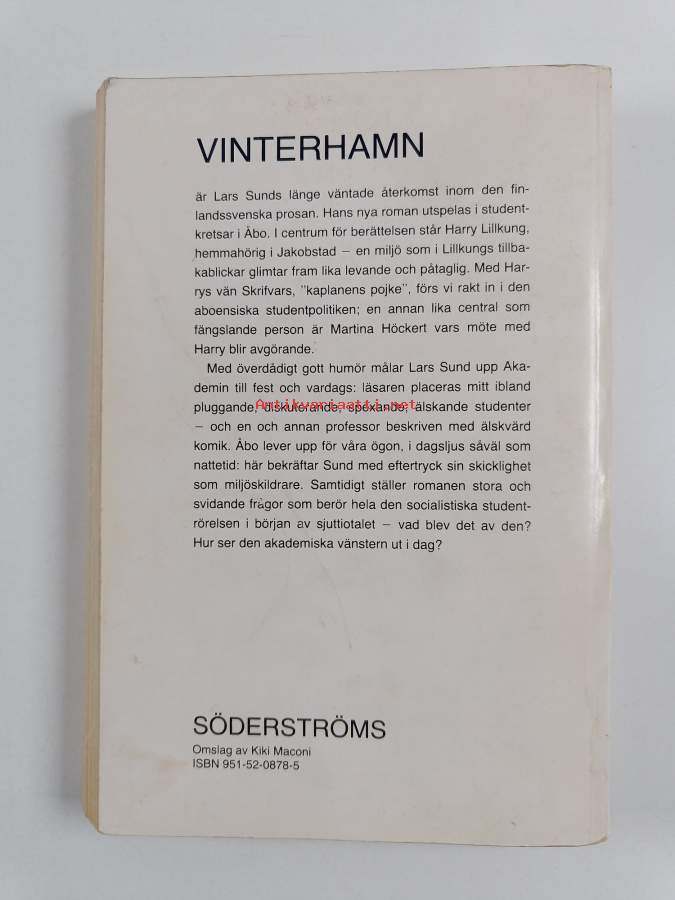 VINTERHAMN
är Lars Sunds länge väntade återkomst inom den fin-
landssvenska prosan. Hans nya roman utspelas i student-
kretsar i Åbo. I centrum för berättelsen står Harry Lillkung,
hemmahörig i Jakobstad – en miljö som i Lillkungs tillba-
kablickar glimtar fram lika levande och påtaglig. Med Har-
rys vän Skrifvars, "kaplanens pojke", förs vi rakt in i den
aboensiska studentpolitiken; en annan lika central som
fängslande person är Martina Höckert vars möte med
Harry blir avgörande.
Med överdådigt gott humör målar Lars Sund upp Aka-
demin till fest och vardags: läsaren placeras mitt ibland
pluggande, diskuterande, spexande, älskande studenter
Antikvariaatti.net
– och en och annan professor beskriven med älskvärd
komik. Åbo lever upp för våra ögon, i dagsljus såväl som
nattetid: här bekräftar Sund med eftertryck sin skicklighet
som miljöskildrare. Samtidigt ställer romanen stora och
svidande frågor som berör hela den socialistiska student-
rörelsen i början av sjuttiotalet – vad blev det av den?
Hur ser den akademiska vänstern ut i dag?
SÖDERSTRÖMS
Omslag av Kiki Maconi
ISBN 951-52-0878-5